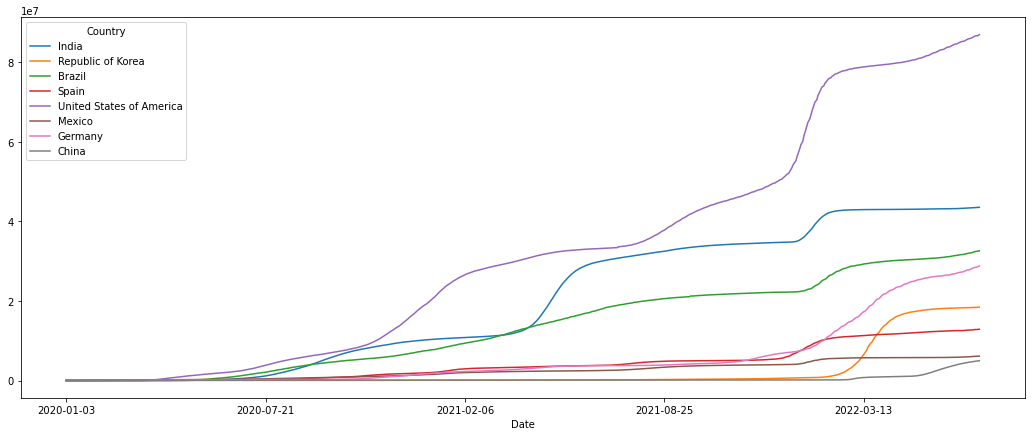 1e7
Country
India
Republic of Korea
Brazil
Spain
United States of America
Mexico
Germany
China
8
6
4
2
0
2020-01-03 2020-07-21 2021-02-06 2021-08-25 2022-03-13
Date